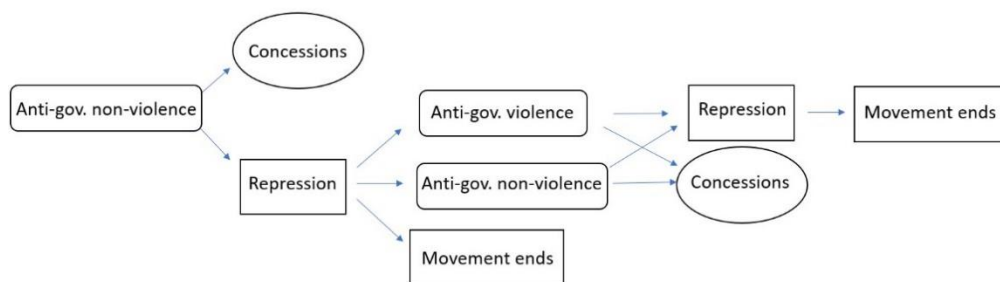 Concessions
Anti-gov. non-violence
Anti-gov. violence
Repression
Movement ends
Repression
Anti-gov. non-violence
Concessions
Movement ends